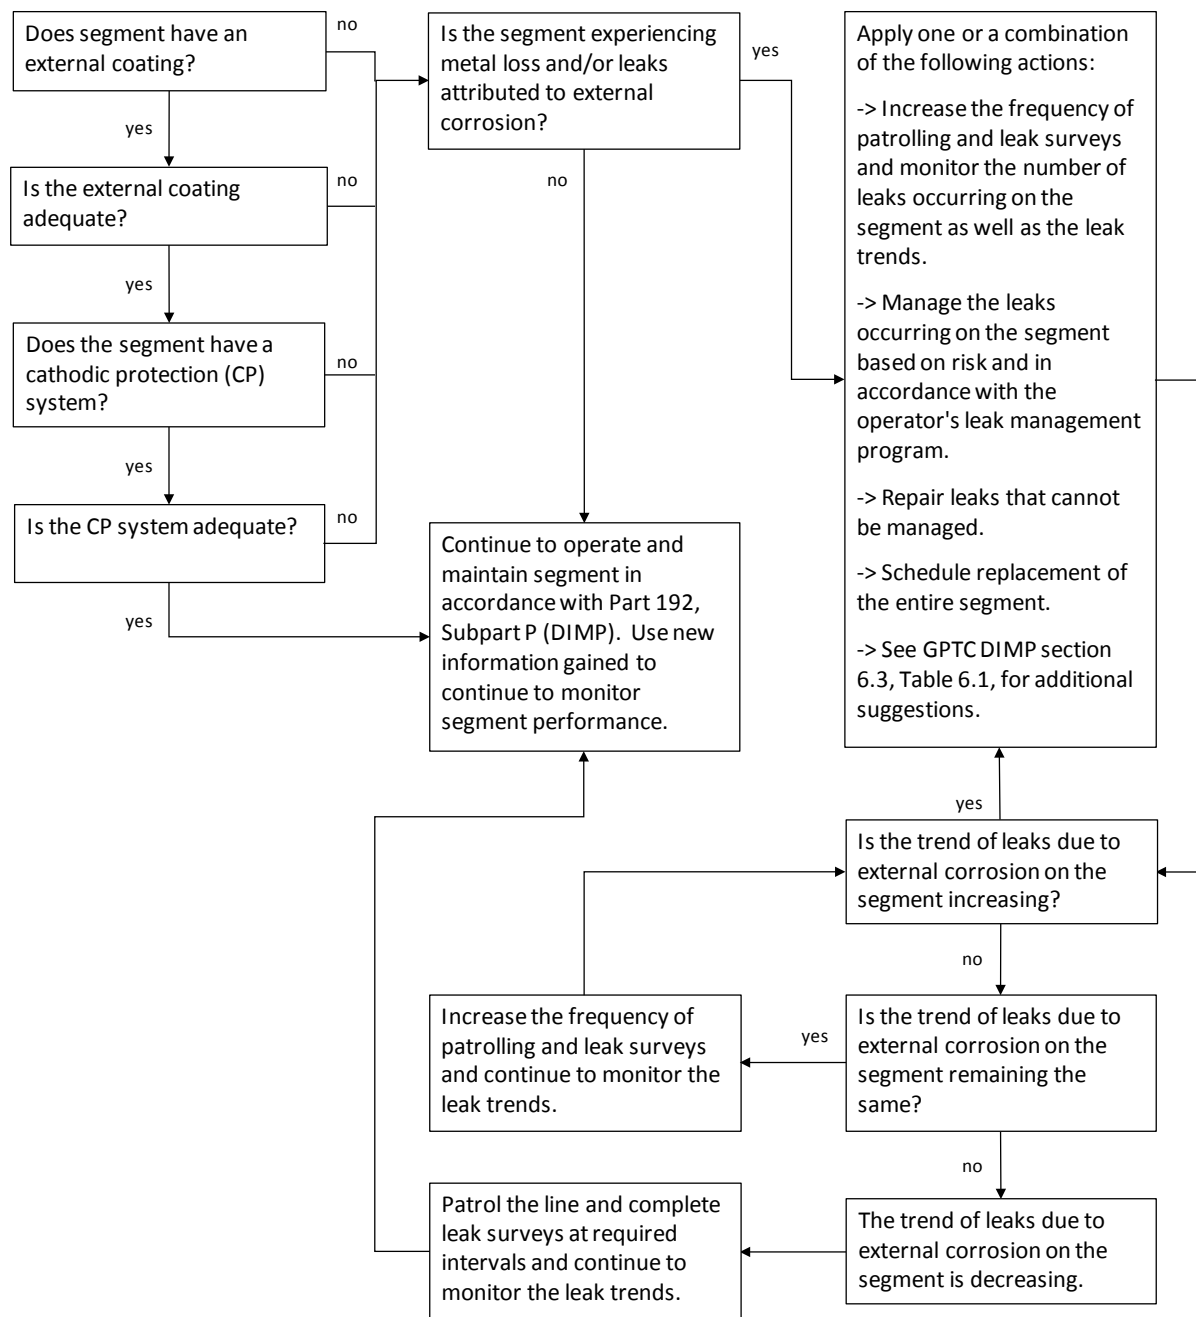 Does segment have an
external coating?
no
yes
Is the external coating
adequate?
no
yes
Does the segment have a
cathodic protection (CP)
system?
no
yes
Is the CP system adequate?
no
yes
Is the segment experiencing
metal loss and/or leaks
attributed to external
corrosion?
yes
no
Continue to operate and
maintain segment in
accordance with Part 192,
Subpart P (DIMP).  Use new
information gained to
continue to monitor
segment performance.
Apply one or a combination
of the following actions:
-> Increase the frequency of
patrolling and leak surveys
and monitor the number of
leaks occurring on the
segment as well as the leak
trends.
-> Manage the leaks
occurring on the segment
based on risk and in
accordance with the
operator's leak management
program.
-> Repair leaks that cannot
be managed.
-> Schedule replacement of
the entire segment.
-> See GPTC DIMP section
6.3, Table 6.1, for additional
suggestions.
yes
Is the trend of leaks due to
external corrosion on the
segment increasing?
no
Is the trend of leaks due to
external corrosion on the
segment remaining the
same?
yes
Increase the frequency of
patrolling and leak surveys
and continue to monitor the
leak trends.
no
The trend of leaks due to
external corrosion on the
segment is decreasing.
Patrol the line and complete
leak surveys at required
intervals and continue to
monitor the leak trends.